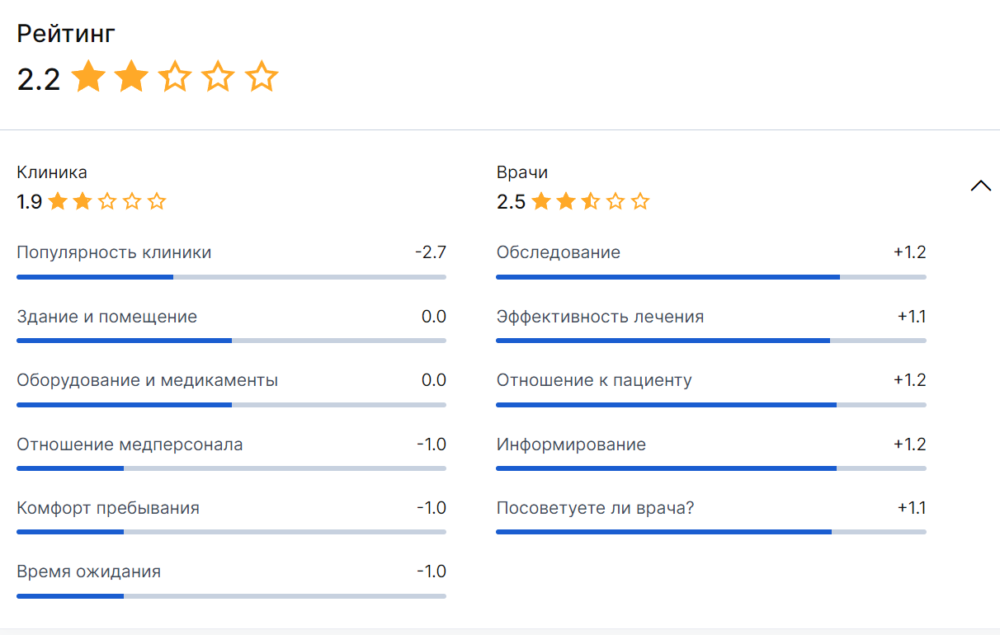 Рейтинг
2.2
Клиника
1.9
Популярность клиники -2.7
Здание и помещение 0.0
Оборудование и медикаменты 0.0
Отношение медперсонала -1.0
Комфорт пребывания -1.0
Время ожидания -1.0
Врачи
2.5
Обследование +1.2
Эффективность лечения +1.1
Отношение к пациенту +1.2
Информирование +1.2
Посоветуете ли врача? +1.1